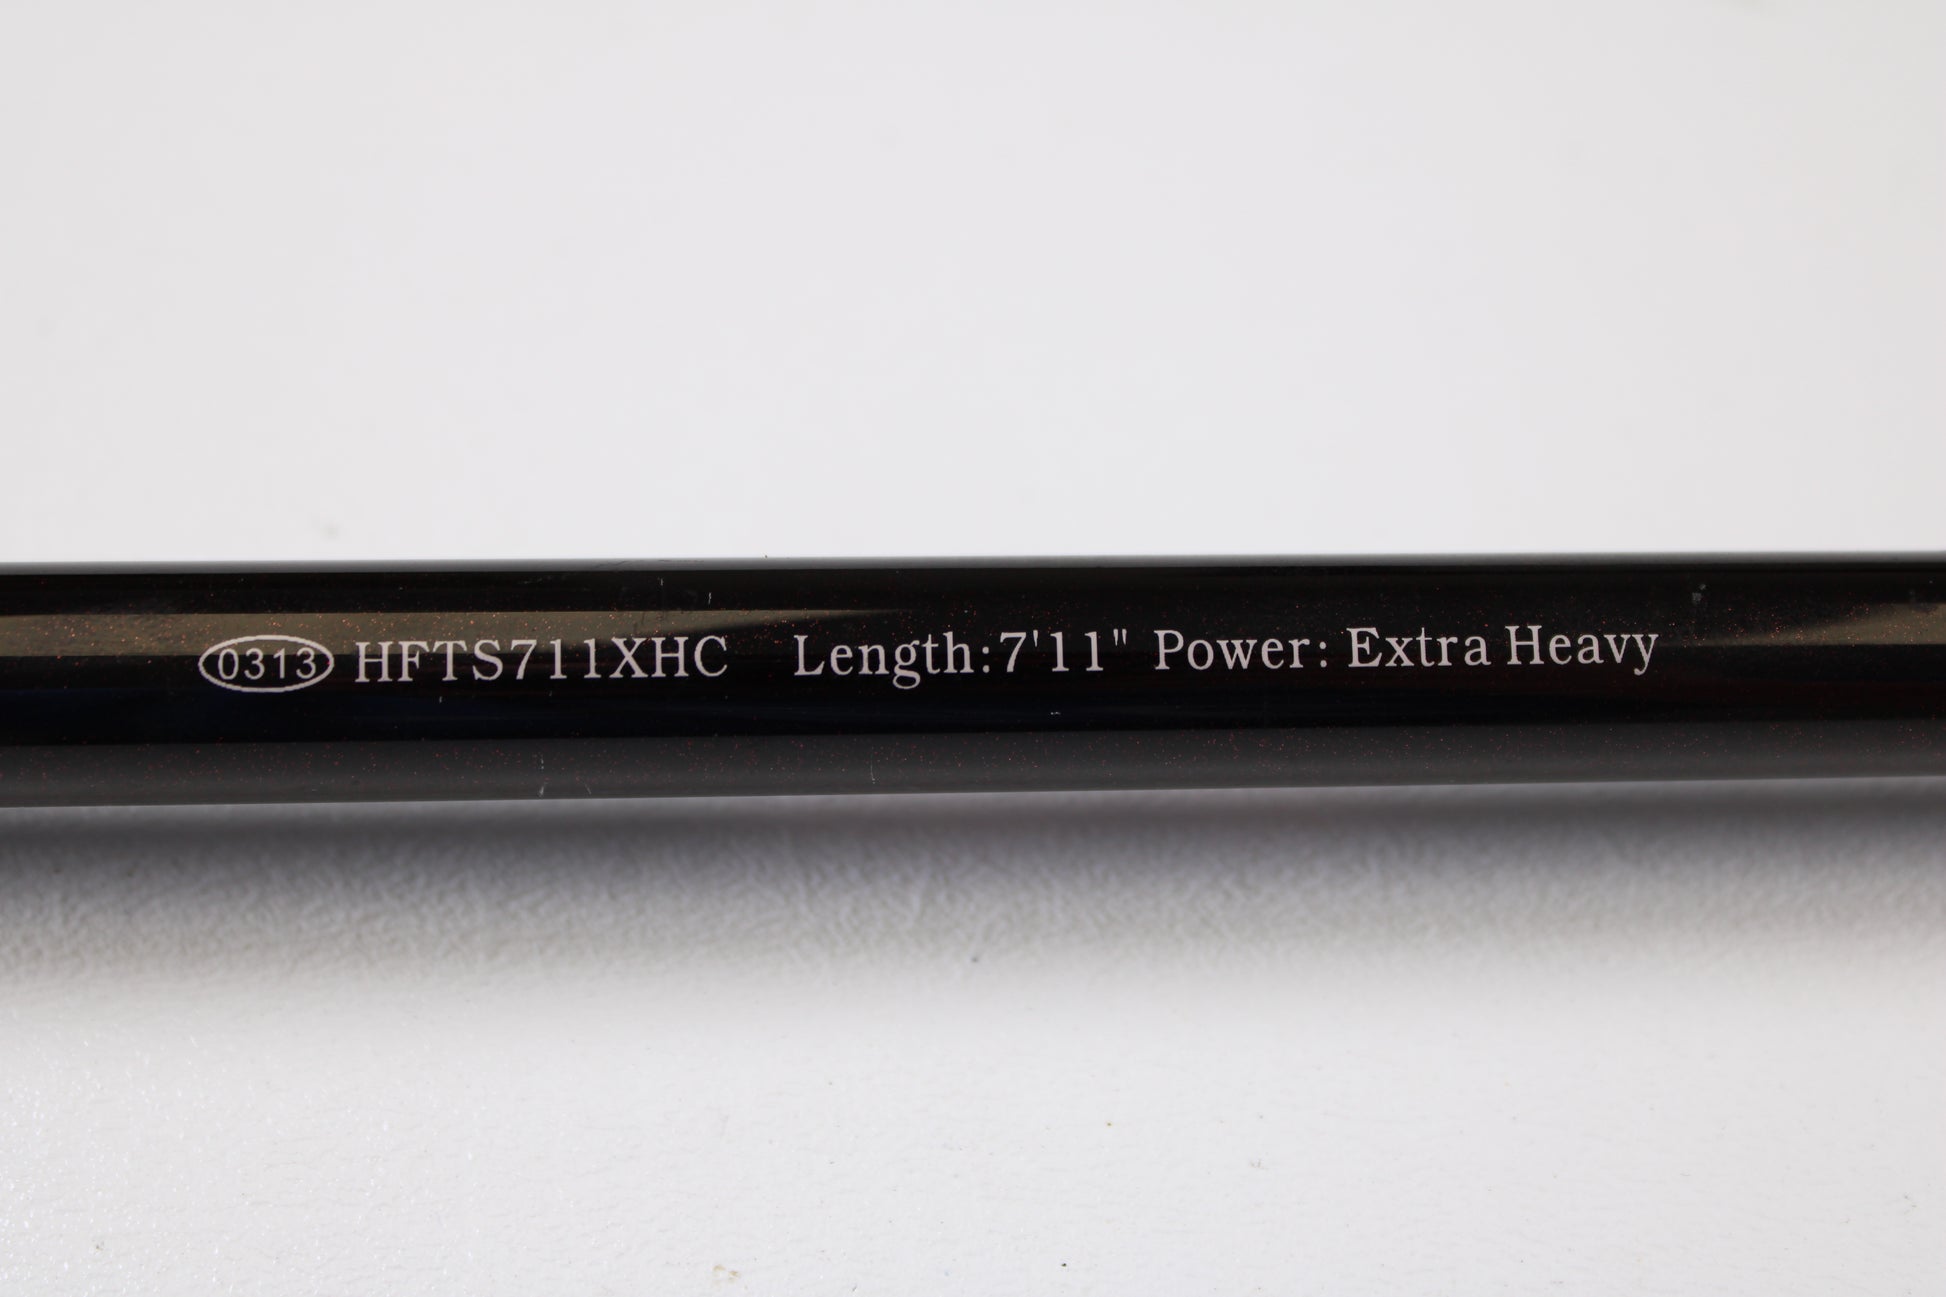 0313 HFTS711XHC Length:7'11" Power: Extra Heavy